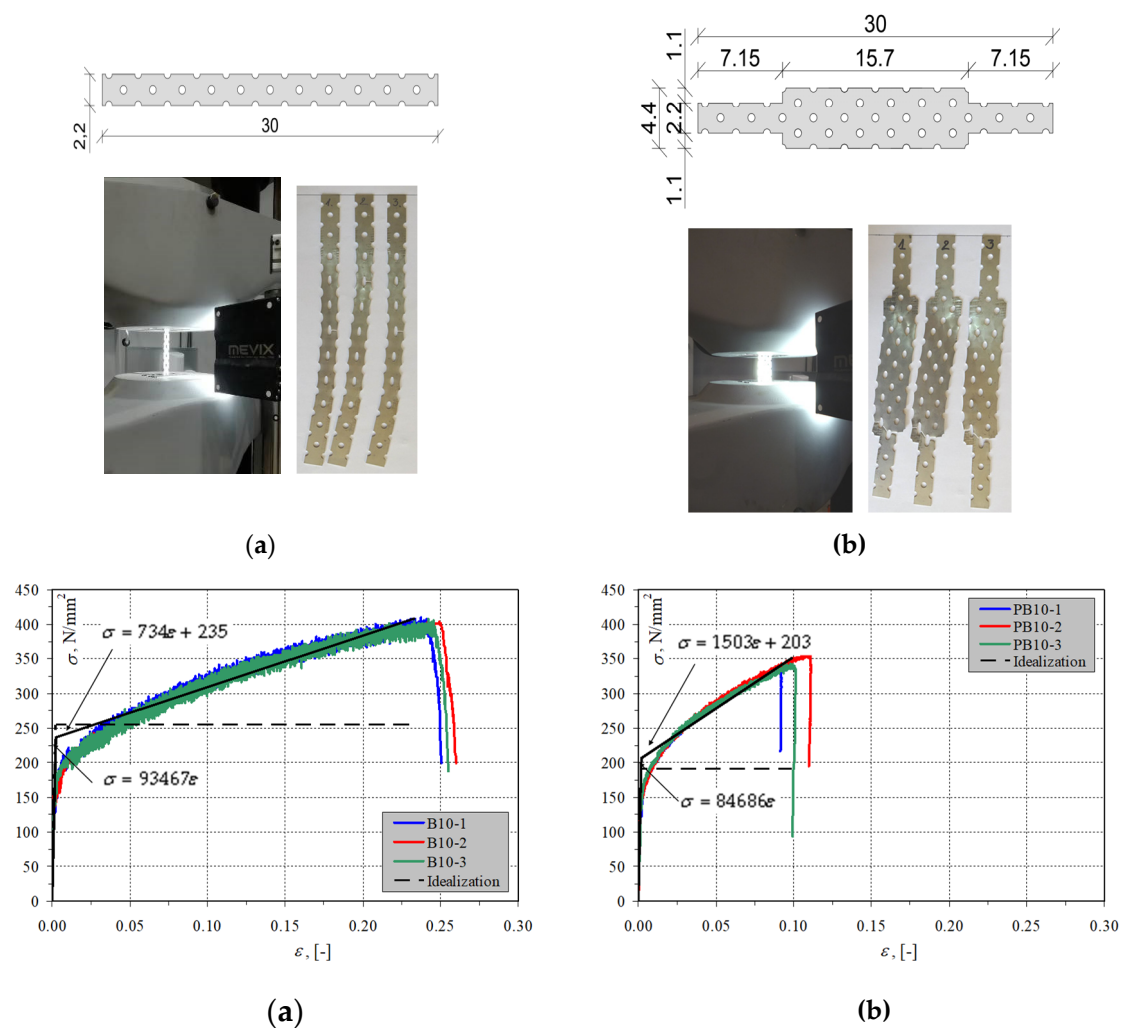 30
7.15 15.7 7.15
1.1
4.4
2.2
1.1
2,2
30
mevix
1 2 3
1 2 3
(a)
(b)
450
400
350
300
250
200
150
100
50
0
σ, N/mm²
σ = 734ε + 235
σ = 93467ε
B10-1
B10-2
B10-3
Idealization
0.00 0.05 0.10 0.15 0.20 0.25 0.30
ε, [-]
(a)
450
400
350
300
250
200
150
100
50
0
σ, N/mm²
σ = 1503ε + 203
σ = 84686ε
PB10-1
PB10-2
PB10-3
Idealization
0.00 0.05 0.10 0.15 0.20 0.25 0.30
ε, [-]
(b)